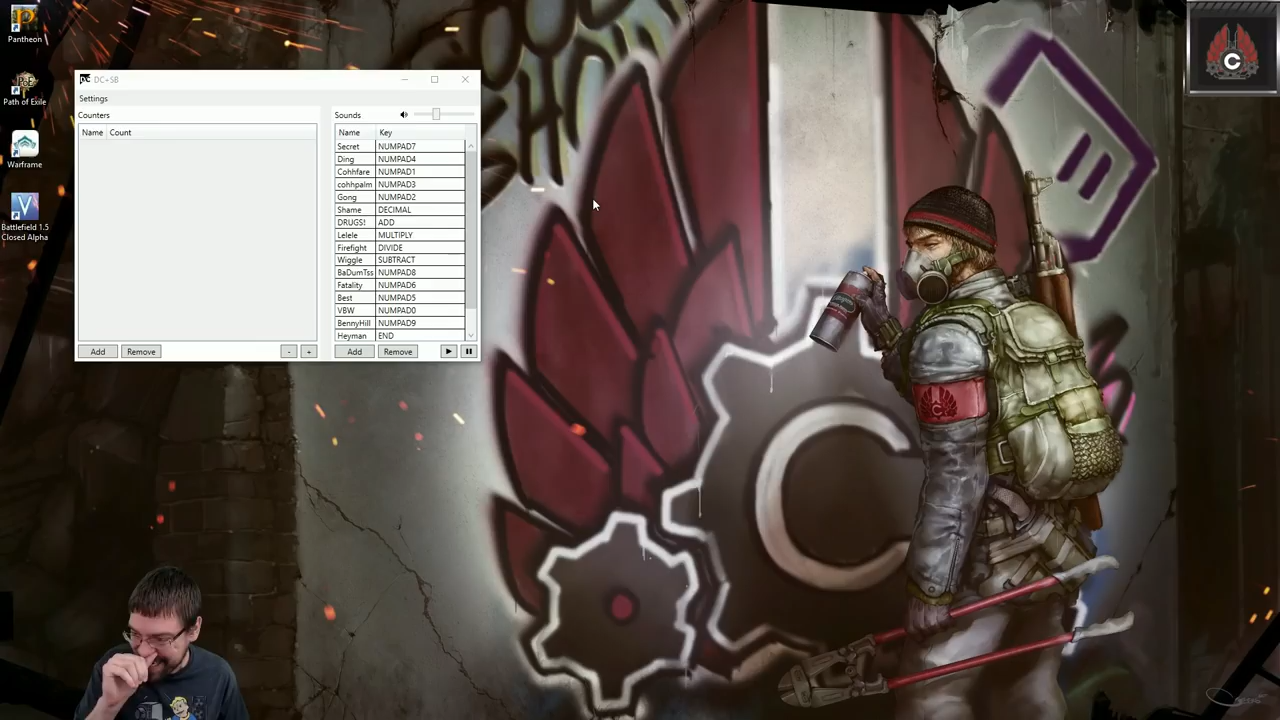 Pantheon
Path of Exile
Warframe
Battlefield 1.5
Closed Alpha
DC+SB
Settings
Counters
Name Count
Add Remove - +
Sounds
Name Key
Secret NUMPAD7
Ding NUMPAD4
Cohhfare NUMPAD1
cohhpalm NUMPAD3
Gong NUMPAD2
Shame DECIMAL
DRUGS! ADD
Lelele MULTIPLY
Firefight DIVIDE
Wiggle SUBTRACT
BaDumTss NUMPAD8
Fatality NUMPAD6
Best NUMPAD5
VBW NUMPAD0
BennyHill NUMPAD9
Heyman END
Add Remove
C
C
C